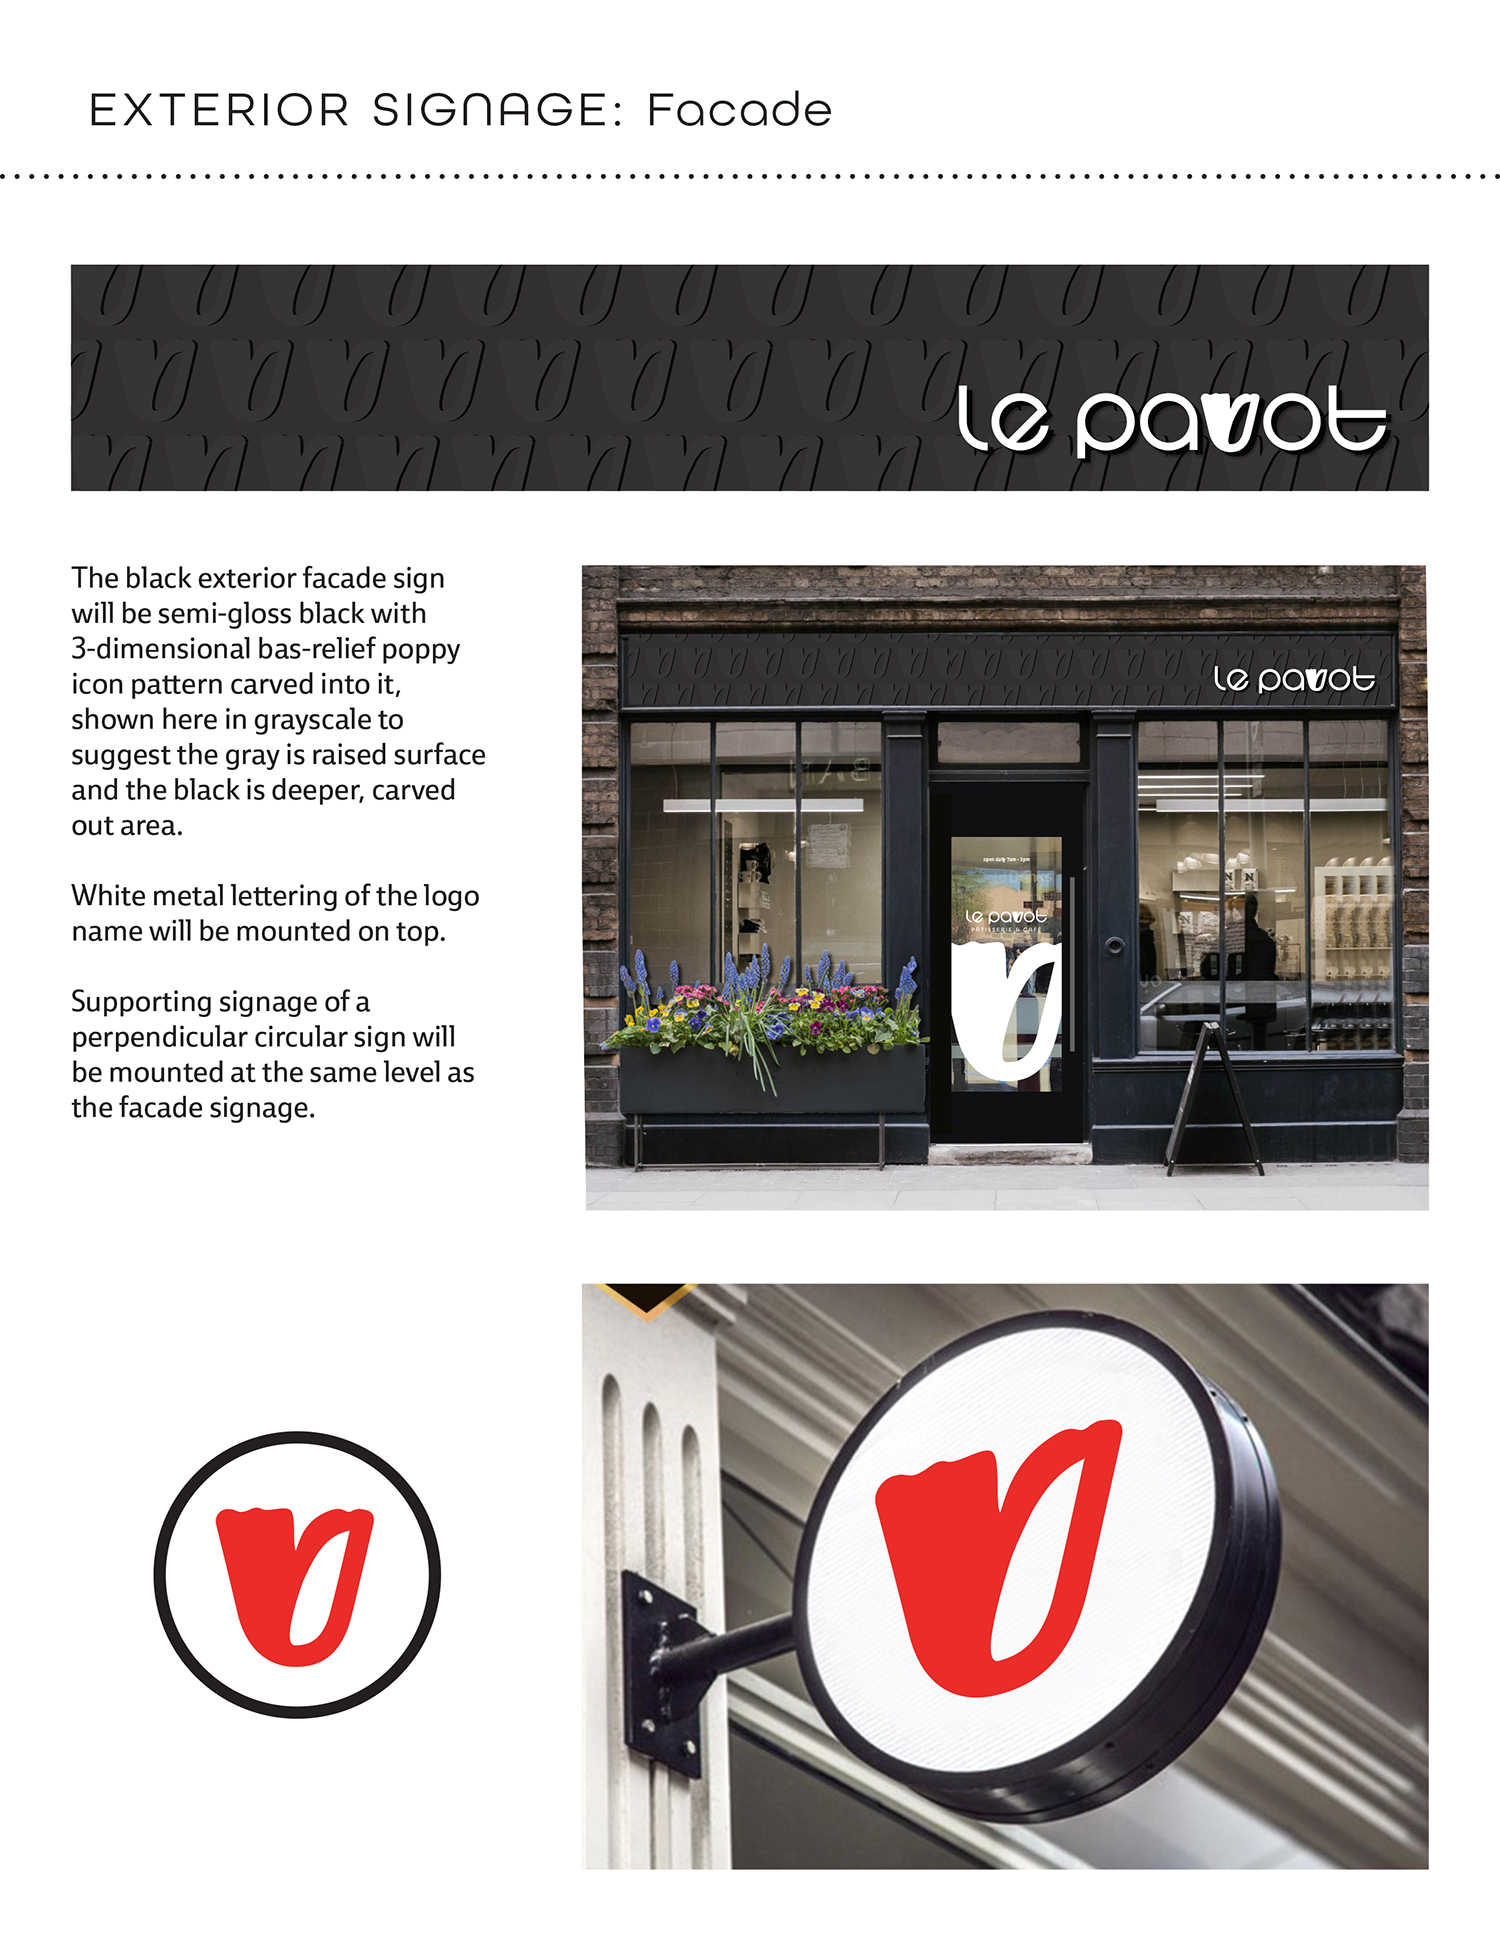 EXTERIOR SIGNAGE: Facade
le pavot
The black exterior facade sign
will be semi-gloss black with
3-dimensional bas-relief poppy
icon pattern carved into it,
shown here in grayscale to
suggest the gray is raised surface
and the black is deeper, carved
out area.
White metal lettering of the logo
name will be mounted on top.
Supporting signage of a
perpendicular circular sign will
be mounted at the same level as
the facade signage.
le pavot
open daily 7am - 3pm
le pavot
PÂTISSERIE & CAFÉ